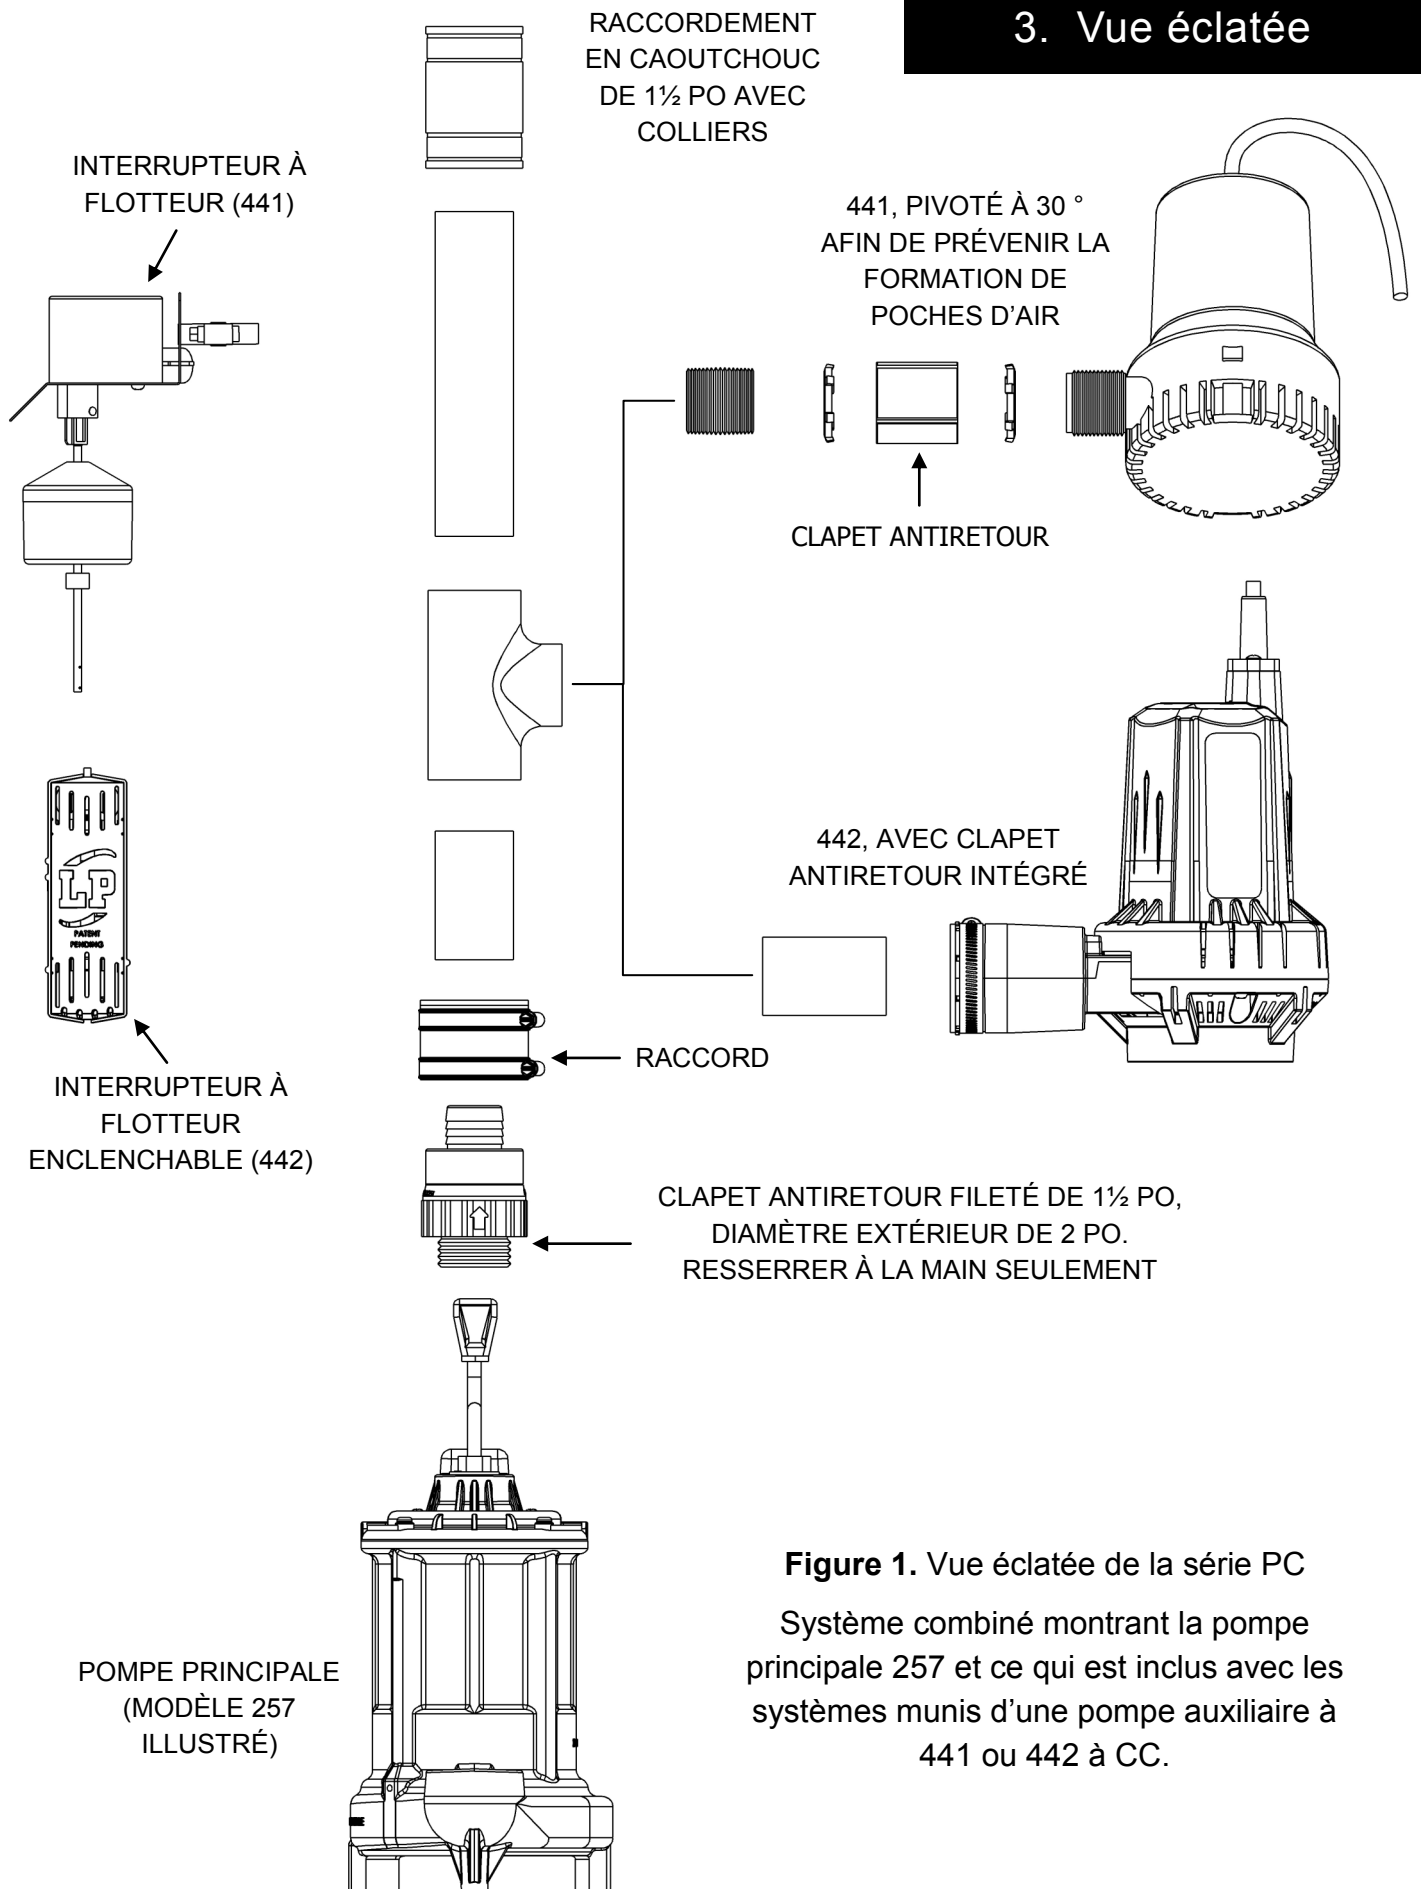 3. Vue éclatée
RACCORDEMENT
EN CAOUTCHOUC
DE 1½ PO AVEC
COLLIERS
INTERRUPTEUR À
FLOTTEUR (441)
441, PIVOTÉ À 30 °
AFIN DE PRÉVENIR LA
FORMATION DE
POCHES D’AIR
CLAPET ANTIRETOUR
442, AVEC CLAPET
ANTIRETOUR INTÉGRÉ
LP
PATENT
PENDING
RACCORD
INTERRUPTEUR À
FLOTTEUR
ENCLENCHABLE (442)
CLAPET ANTIRETOUR FILETÉ DE 1½ PO,
DIAMÈTRE EXTÉRIEUR DE 2 PO.
RESSERRER À LA MAIN SEULEMENT
POMPE PRINCIPALE
(MODÈLE 257
ILLUSTRÉ)
Figure 1. Vue éclatée de la série PC
Système combiné montrant la pompe
principale 257 et ce qui est inclus avec les
systèmes munis d’une pompe auxiliaire à
441 ou 442 à CC.